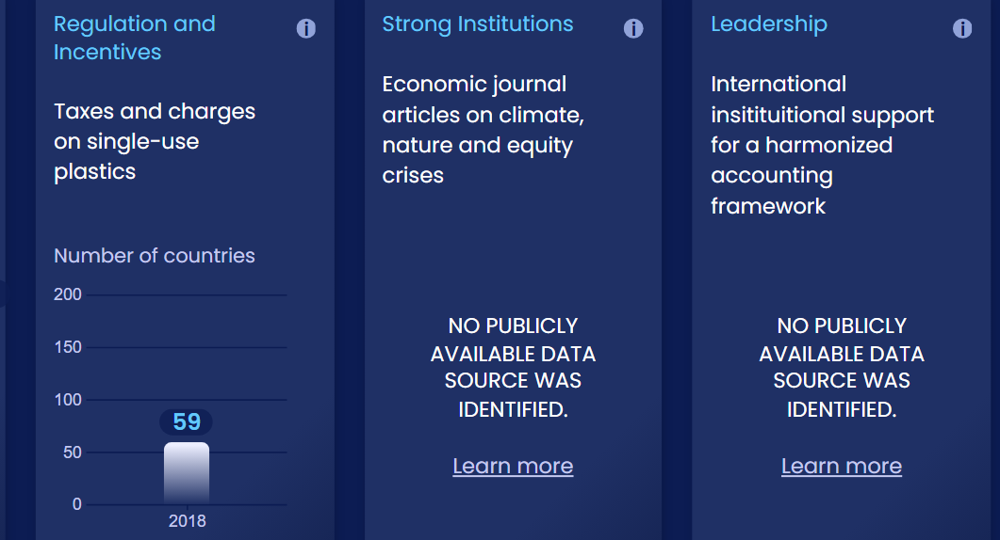 Regulation and
Incentives
i
Taxes and charges
on single-use
plastics
Number of countries
200
150
100
59
50
0
2018
Strong Institutions
i
Economic journal
articles on climate,
nature and equity
crises
NO PUBLICLY
AVAILABLE DATA
SOURCE WAS
IDENTIFIED.
Learn more
Leadership
i
International
insitituitional support
for a harmonized
accounting
framework
NO PUBLICLY
AVAILABLE DATA
SOURCE WAS
IDENTIFIED.
Learn more